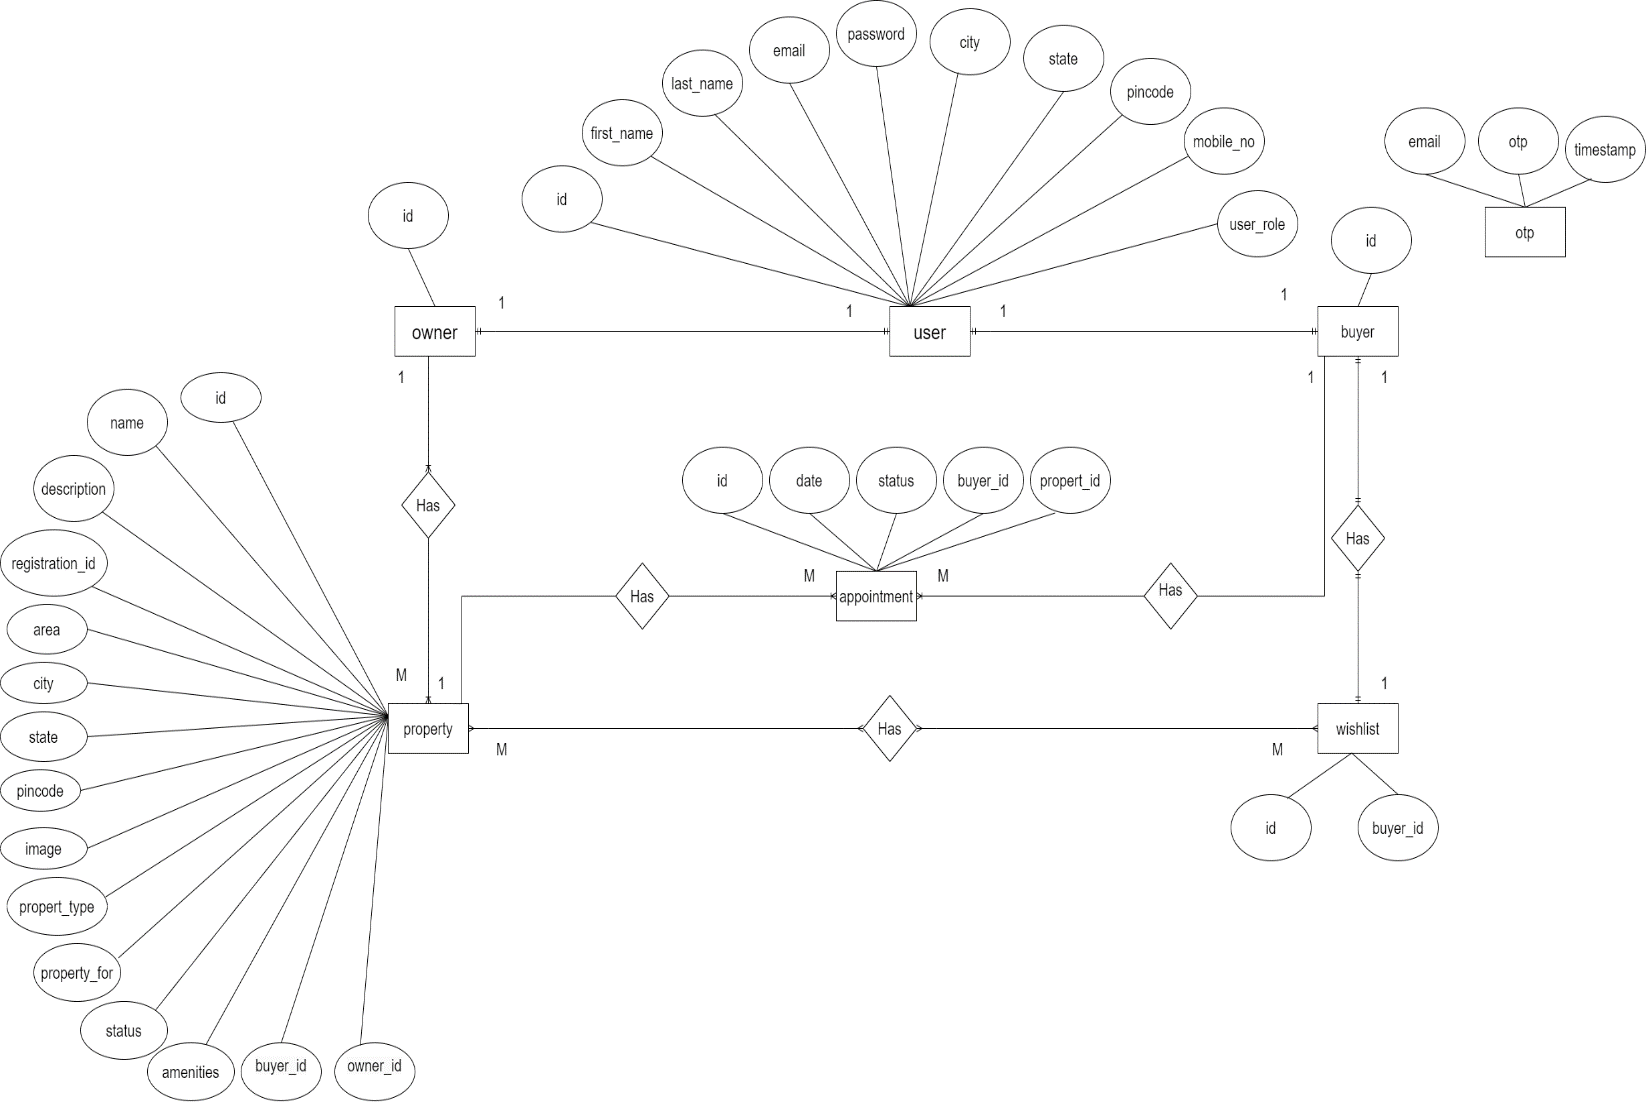 password
city
email
state
last_name
pincode
first_name
mobile_no
email
otp
timestamp
id
id
user_role
id
otp
1
1
1
1
owner
user
buyer
1
1
1
id
name
description
id
date
status
buyer_id
propert_id
Has
Has
registration_id
M
M
Has
appointment
Has
area
city
M
1
1
state
property
Has
wishlist
M
M
pincode
id
buyer_id
image
propert_type
property_for
status
amenities
buyer_id
owner_id